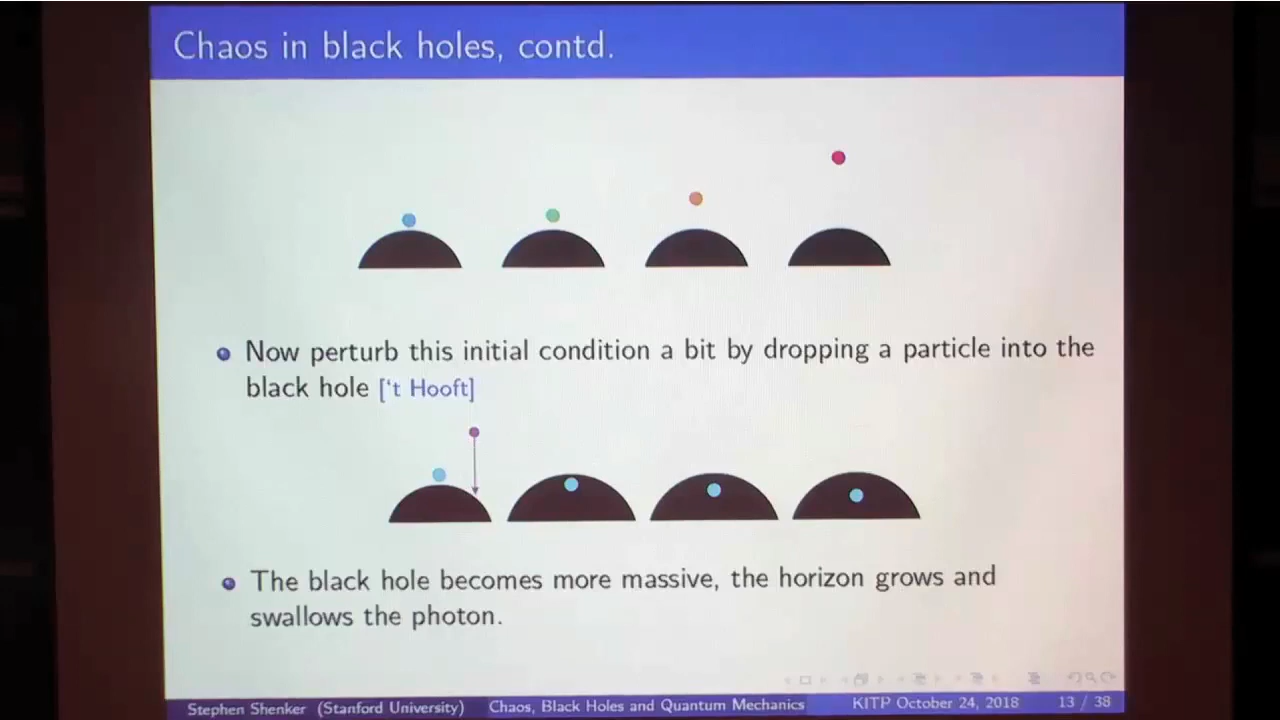 Chaos in black holes, contd.
Now perturb this initial condition a bit by dropping a particle into the
black hole [‘t Hooft]
The black hole becomes more massive, the horizon grows and
swallows the photon.
Stephen Shenker (Stanford University) Chaos, Black Holes and Quantum Mechanics KITP October 24, 2018 13 / 38